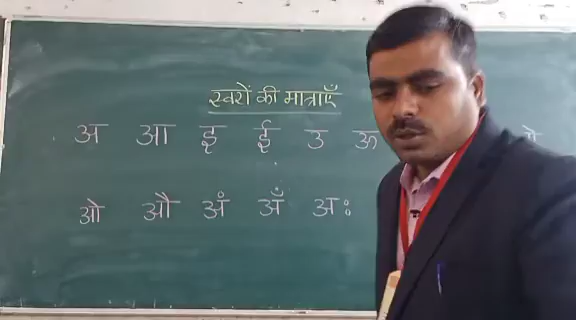 स्वरों की मात्राएँ
अ आ इ ई उ ऊ
ओ औ अं अँ अः